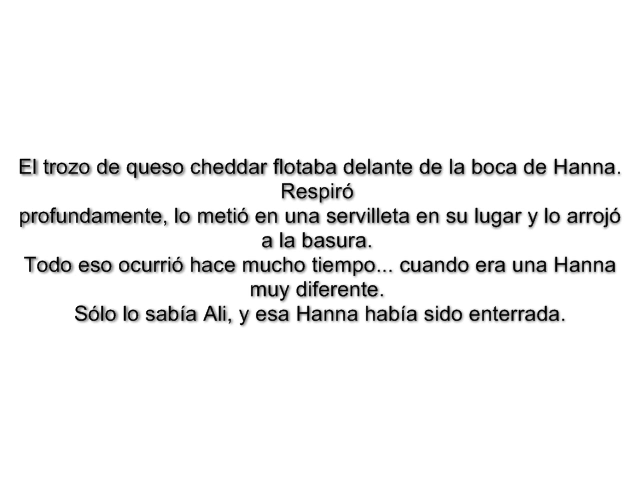 El trozo de queso cheddar flotaba delante de la boca de Hanna.
Respiró
profundamente, lo metió en una servilleta en su lugar y lo arrojó
a la basura.
Todo eso ocurrió hace mucho tiempo... cuando era una Hanna
muy diferente.
Sólo lo sabía Ali, y esa Hanna había sido enterrada.